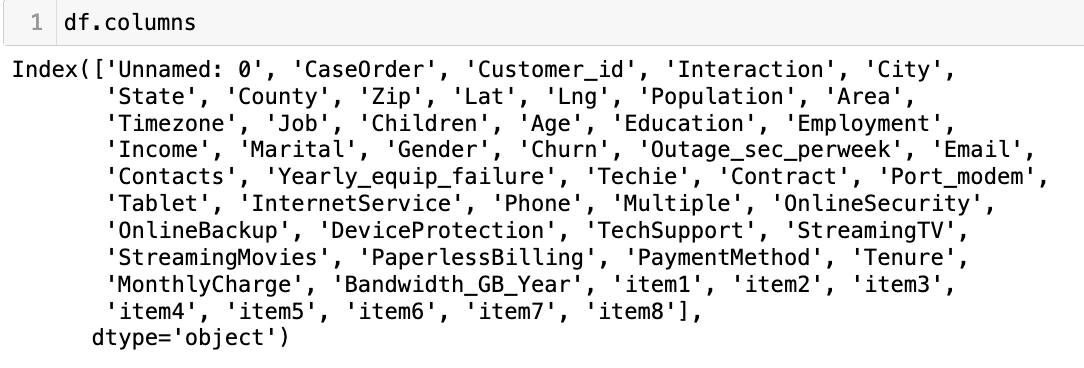 1 df.columns
Index(['Unnamed: 0', 'CaseOrder', 'Customer_id', 'Interaction', 'City',
'State', 'County', 'Zip', 'Lat', 'Lng', 'Population', 'Area',
'Timezone', 'Job', 'Children', 'Age', 'Education', 'Employment',
'Income', 'Marital', 'Gender', 'Churn', 'Outage_sec_perweek', 'Email',
'Contacts', 'Yearly_equip_failure', 'Techie', 'Contract', 'Port_modem',
'Tablet', 'InternetService', 'Phone', 'Multiple', 'OnlineSecurity',
'OnlineBackup', 'DeviceProtection', 'TechSupport', 'StreamingTV',
'StreamingMovies', 'PaperlessBilling', 'PaymentMethod', 'Tenure',
'MonthlyCharge', 'Bandwidth_GB_Year', 'item1', 'item2', 'item3',
'item4', 'item5', 'item6', 'item7', 'item8'],
dtype='object')